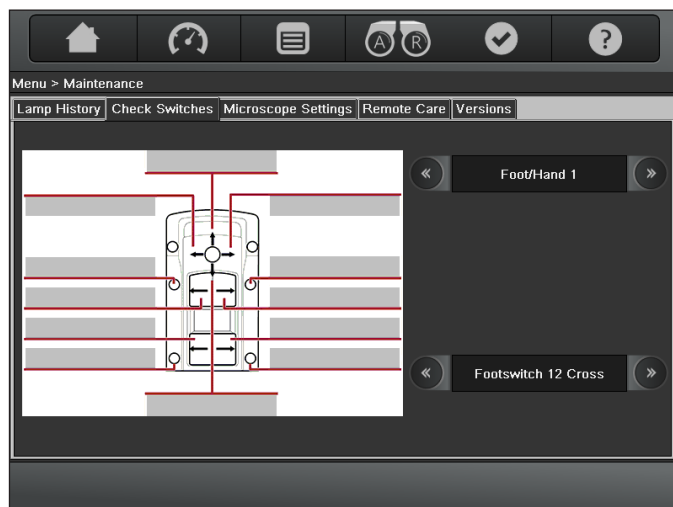 A R ?
Menu > Maintenance
Lamp History Check Switches Microscope Settings Remote Care Versions
« Foot/Hand 1 »
« Footswitch 12 Cross »